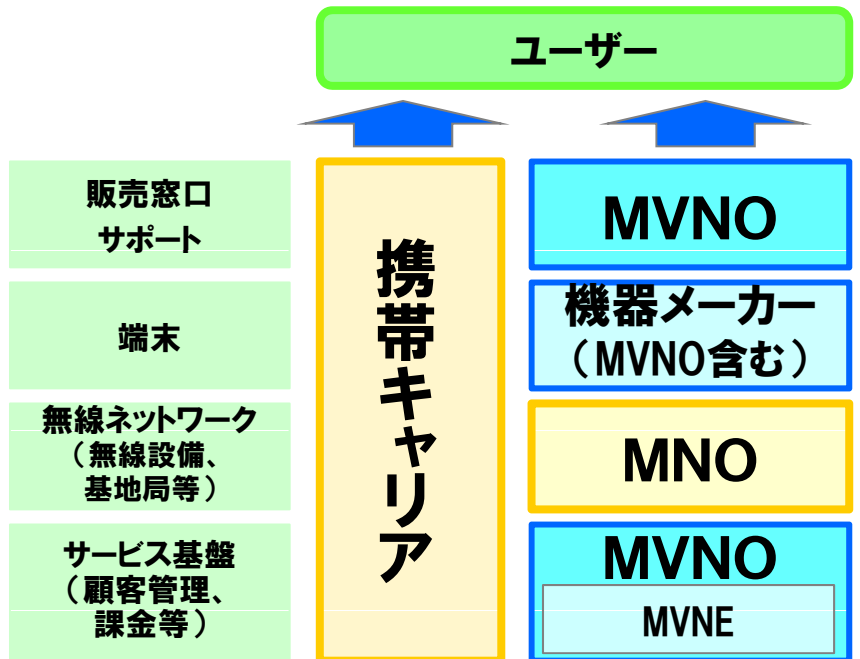 ユーザー
販売窓口
サポート
端末
無線ネットワーク
（無線設備、
基地局等）
サービス基盤
（顧客管理、
課金等）
携帯キャリア
MVNO
機器メーカー
（MVNO含む）
MNO
MVNO
MVNE